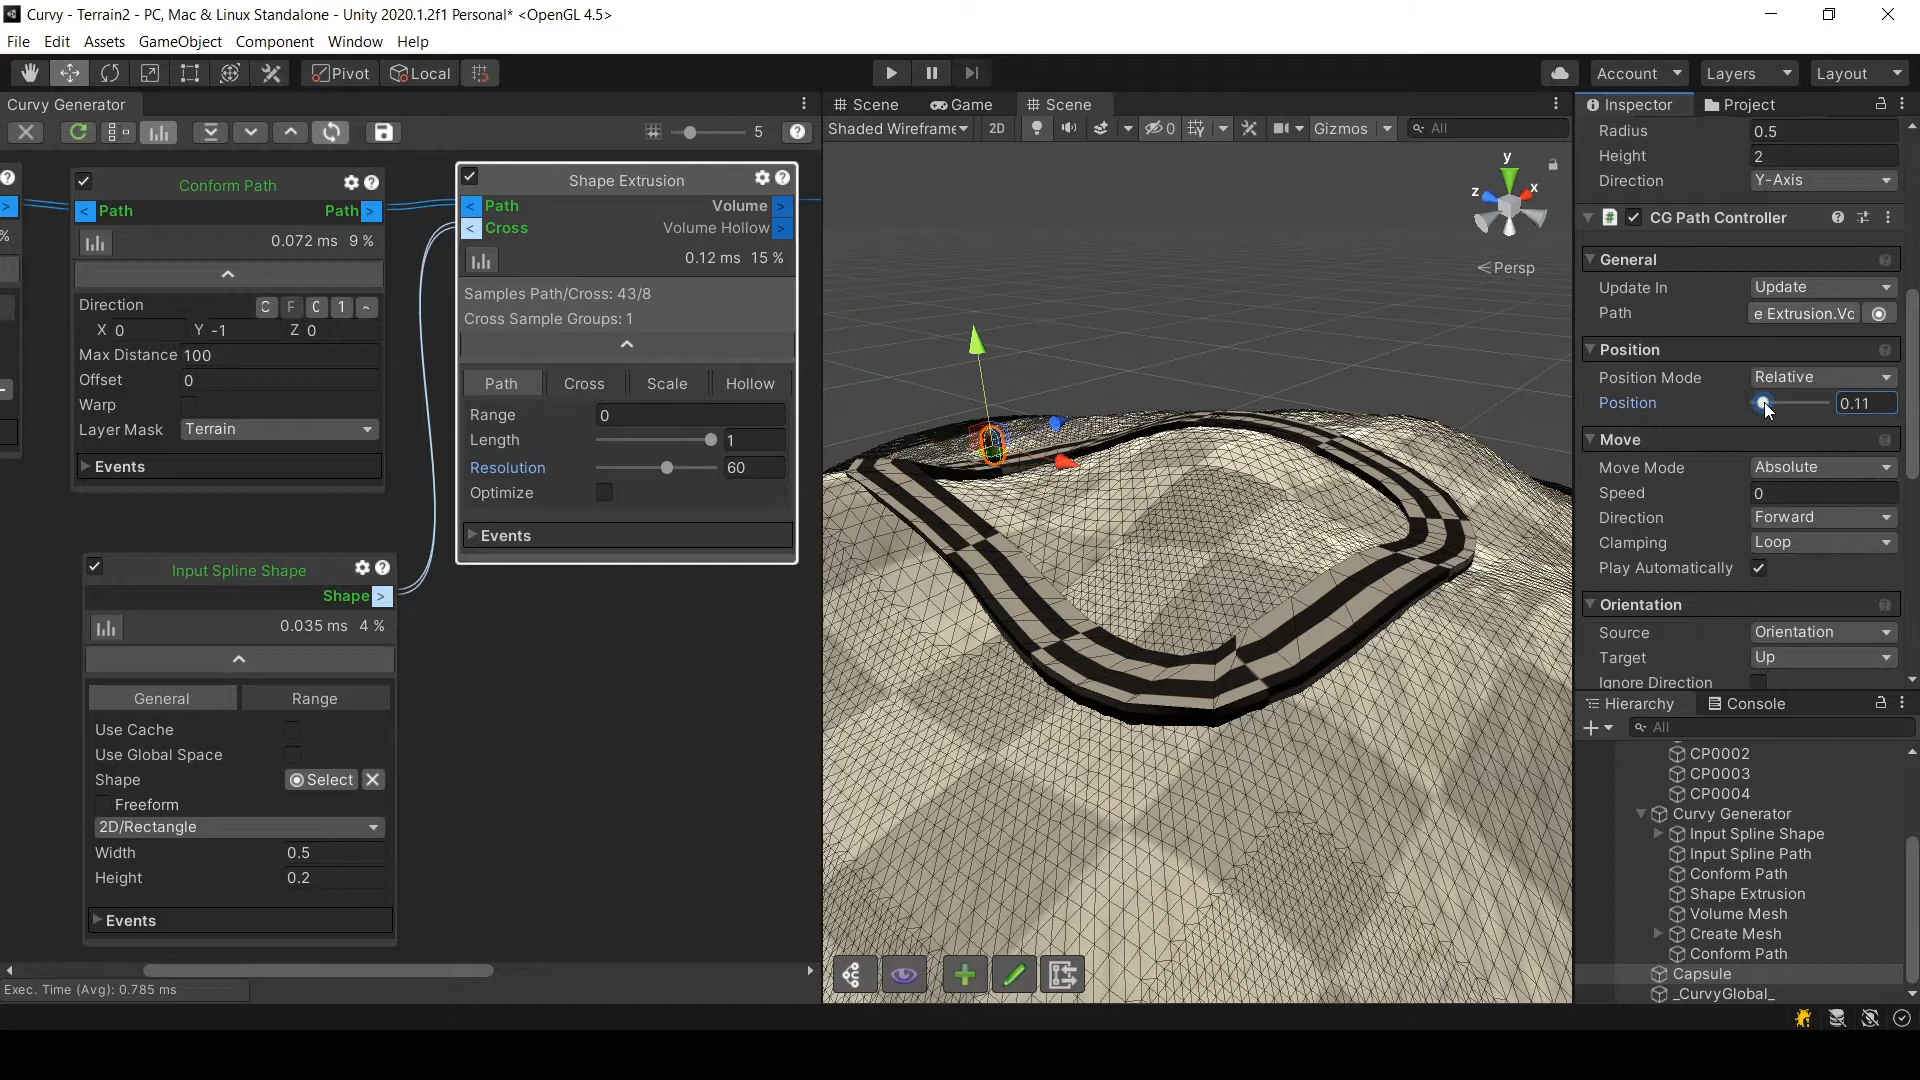 Curvy - Terrain2 - PC, Mac & Linux Standalone - Unity 2020.1.2f1 Personal* <OpenGL 4.5>
File Edit Assets GameObject Component Window Help
Pivot Local Account Layers Layout
Curvy Generator
5
Conform Path
Path Path
0.072 ms 9 %
Direction C F C 1 ~
X 0 Y -1 Z 0
Max Distance 100
Offset 0
Warp
Layer Mask Terrain
Events
%
Input Spline Shape
Shape
0.035 ms 4 %
General Range
Use Cache
Use Global Space
Shape Select
Freeform
2D/Rectangle
Width 0.5
Height 0.2
Events
Exec. Time (Avg): 0.785 ms
Shape Extrusion
Path Volume
Cross Volume Hollow
0.12 ms 15 %
Samples Path/Cross: 43/8
Cross Sample Groups: 1
Path Cross Scale Hollow
Range 0
Length 1
Resolution 60
Optimize
Events
Scene Game Scene
Shaded Wireframe 2D 0 Gizmos All
y
z x
Persp
Inspector Project
Radius 0.5
Height 2
Direction Y-Axis
CG Path Controller
General
Update In Update
Path e Extrusion.Vo
Position
Position Mode Relative
Position 0.11
Move
Move Mode Absolute
Speed 0
Direction Forward
Clamping Loop
Play Automatically
Orientation
Source Orientation
Target Up
Ignore Direction
Hierarchy Console
All
CP0002
CP0003
CP0004
Curvy Generator
Input Spline Shape
Input Spline Path
Conform Path
Shape Extrusion
Volume Mesh
Create Mesh
Conform Path
Capsule
_CurvyGlobal_